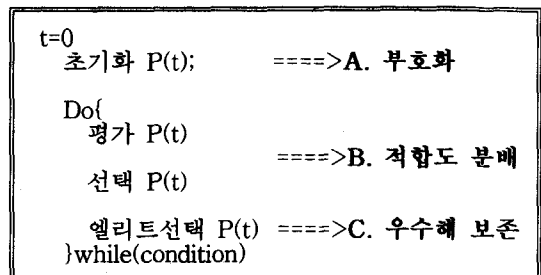 t=0
초기화 P(t); ====>A. 부호화
Do{
평가 P(t)
====>B. 적합도 분배
선택 P(t)
엘리트선택 P(t) ====>C. 우수해 보존
}while(condition)